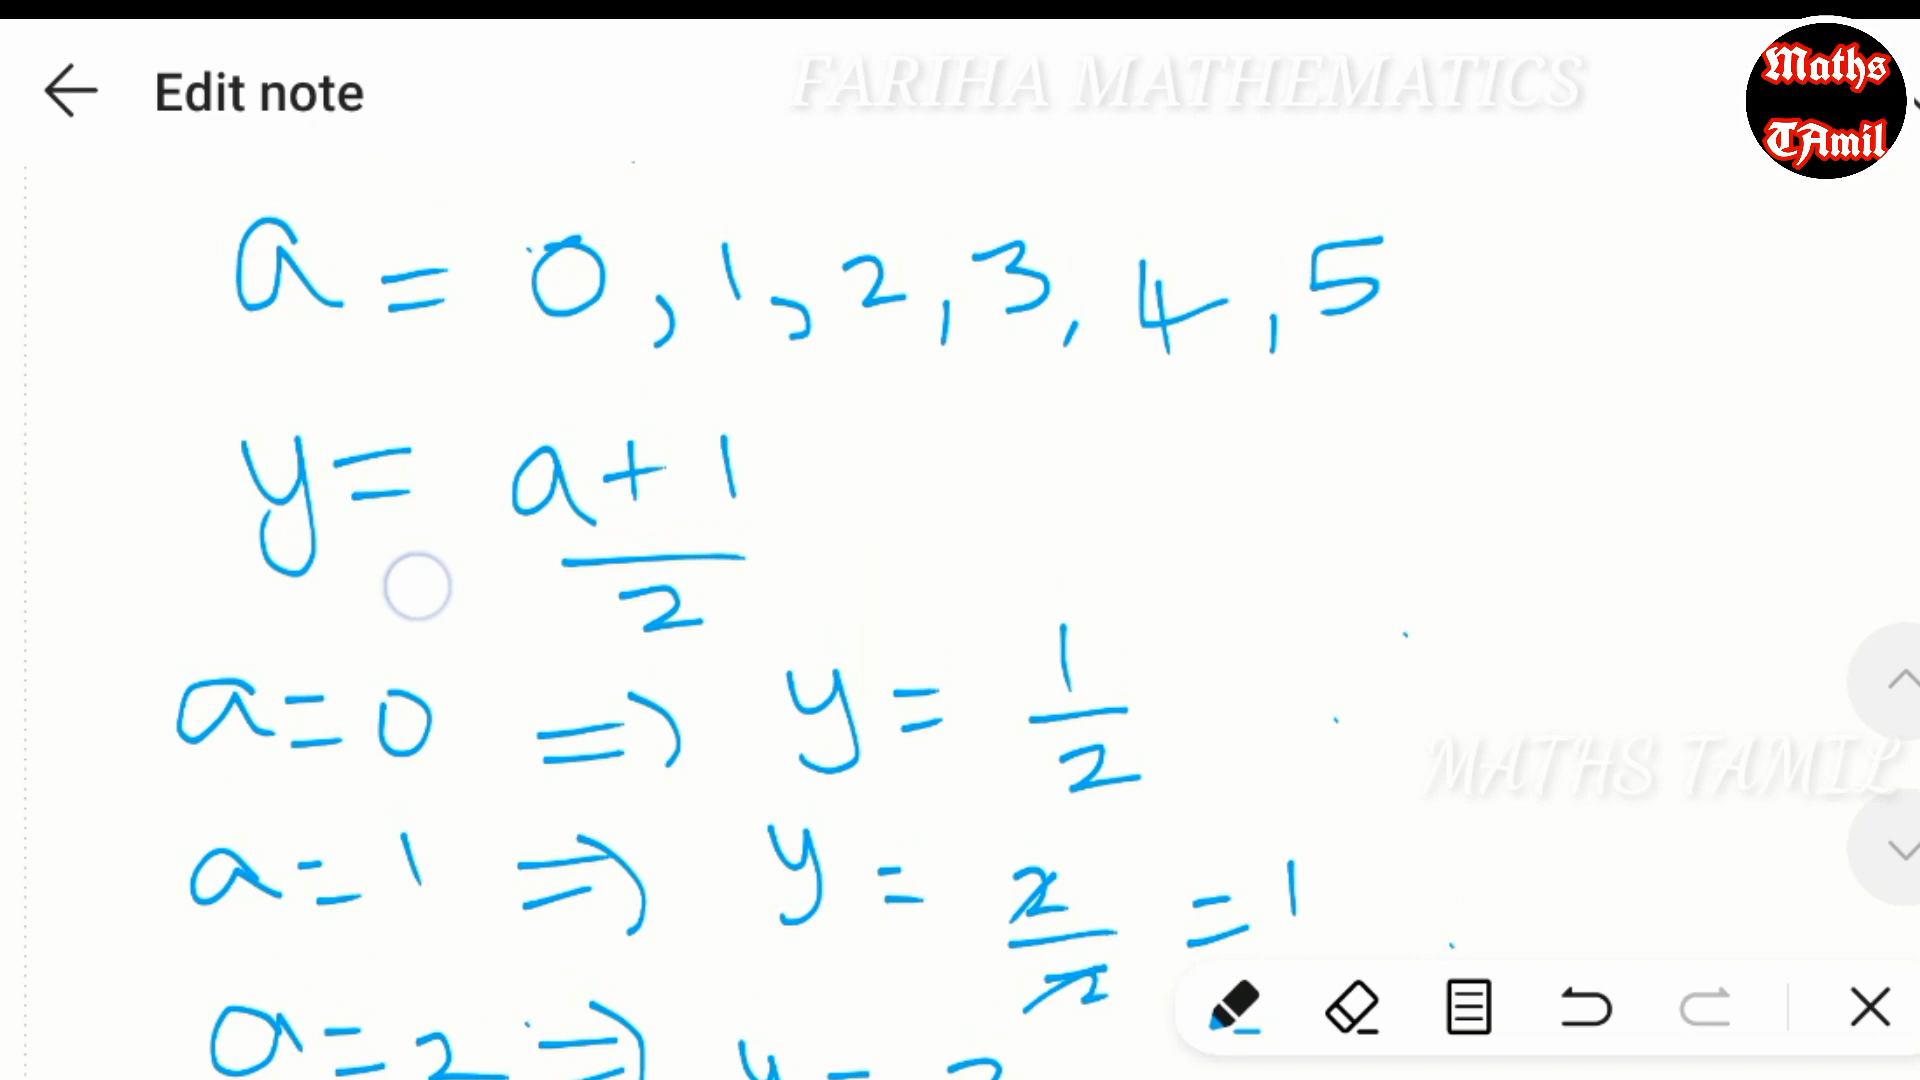 Edit note
FARIHA MATHEMATICS
Maths
TAmil
a = 0, 1, 2, 3, 4, 5
y = a+1
2
a=0 ⇒ y = 1
2
MATHS TAMIL
a=1 ⇒ y = 2/2 = 1
a=2 ⇒ y =